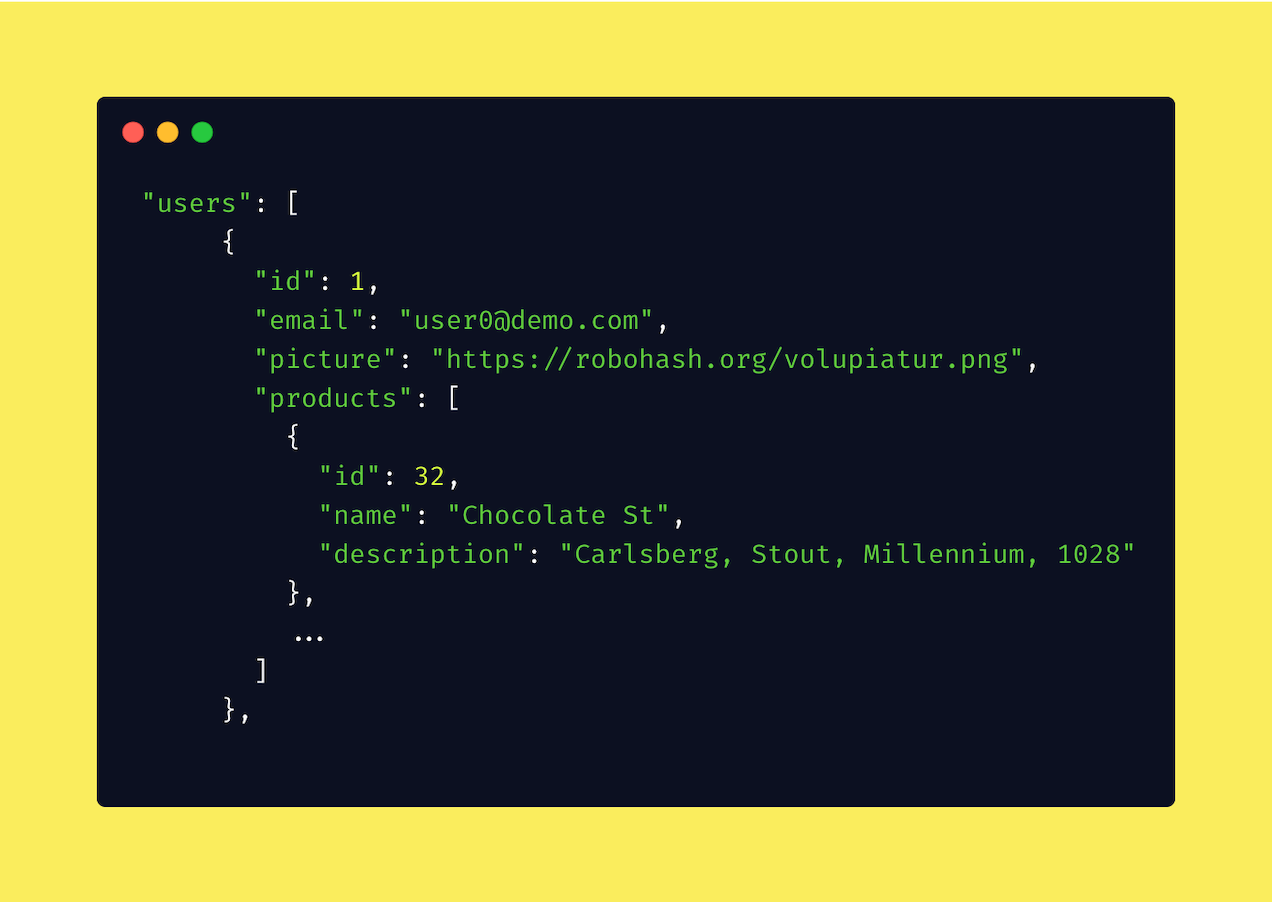 "users": [
{
"id": 1,
"email": "user0@demo.com",
"picture": "https://robohash.org/volupiatur.png",
"products": [
{
"id": 32,
"name": "Chocolate St",
"description": "Carlsberg, Stout, Millennium, 1028"
},
...
]
},